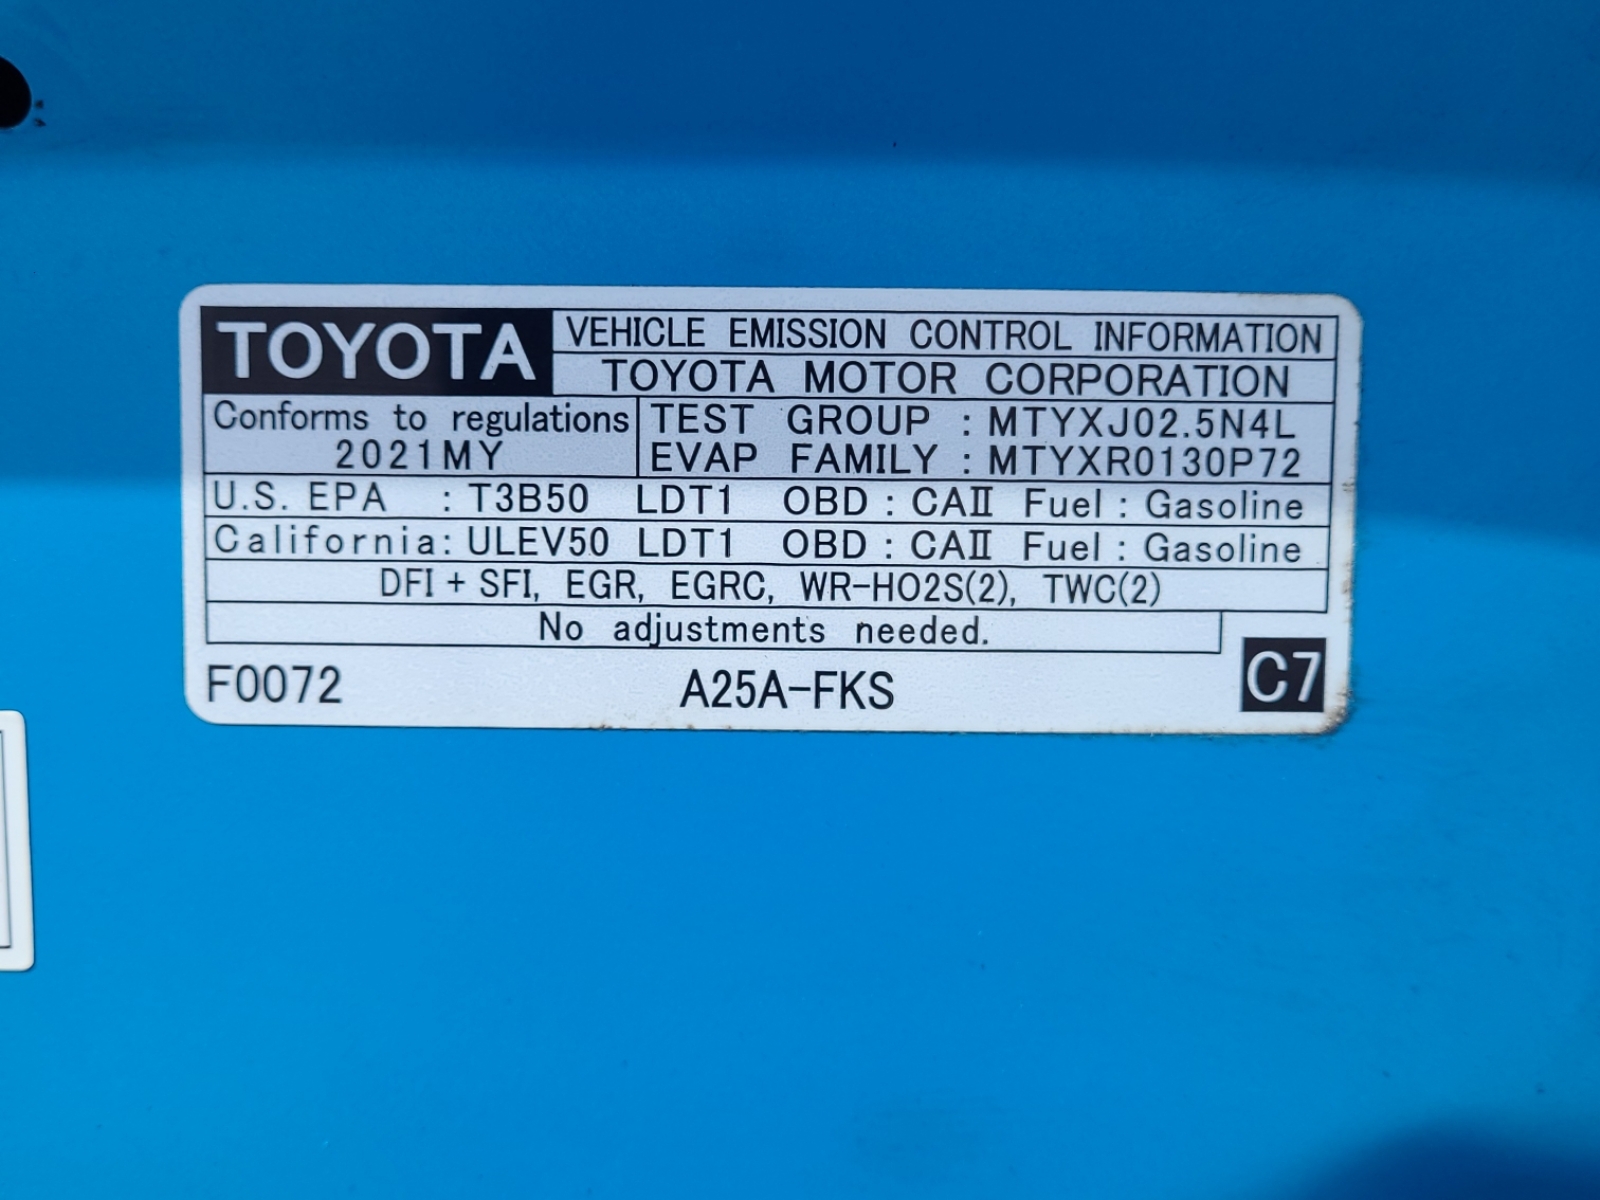 TOYOTA VEHICLE EMISSION CONTROL INFORMATION
TOYOTA MOTOR CORPORATION
Conforms to regulations
2021MY
TEST GROUP : MTYXJ02.5N4L
EVAP FAMILY : MTYXR0130P72
U.S. EPA : T3B50 LDT1 OBD : CAII Fuel : Gasoline
California: ULEV50 LDT1 OBD : CAII Fuel : Gasoline
DFI + SFI, EGR, EGRC, WR-HO2S(2), TWC(2)
No adjustments needed.
F0072 A25A-FKS C7